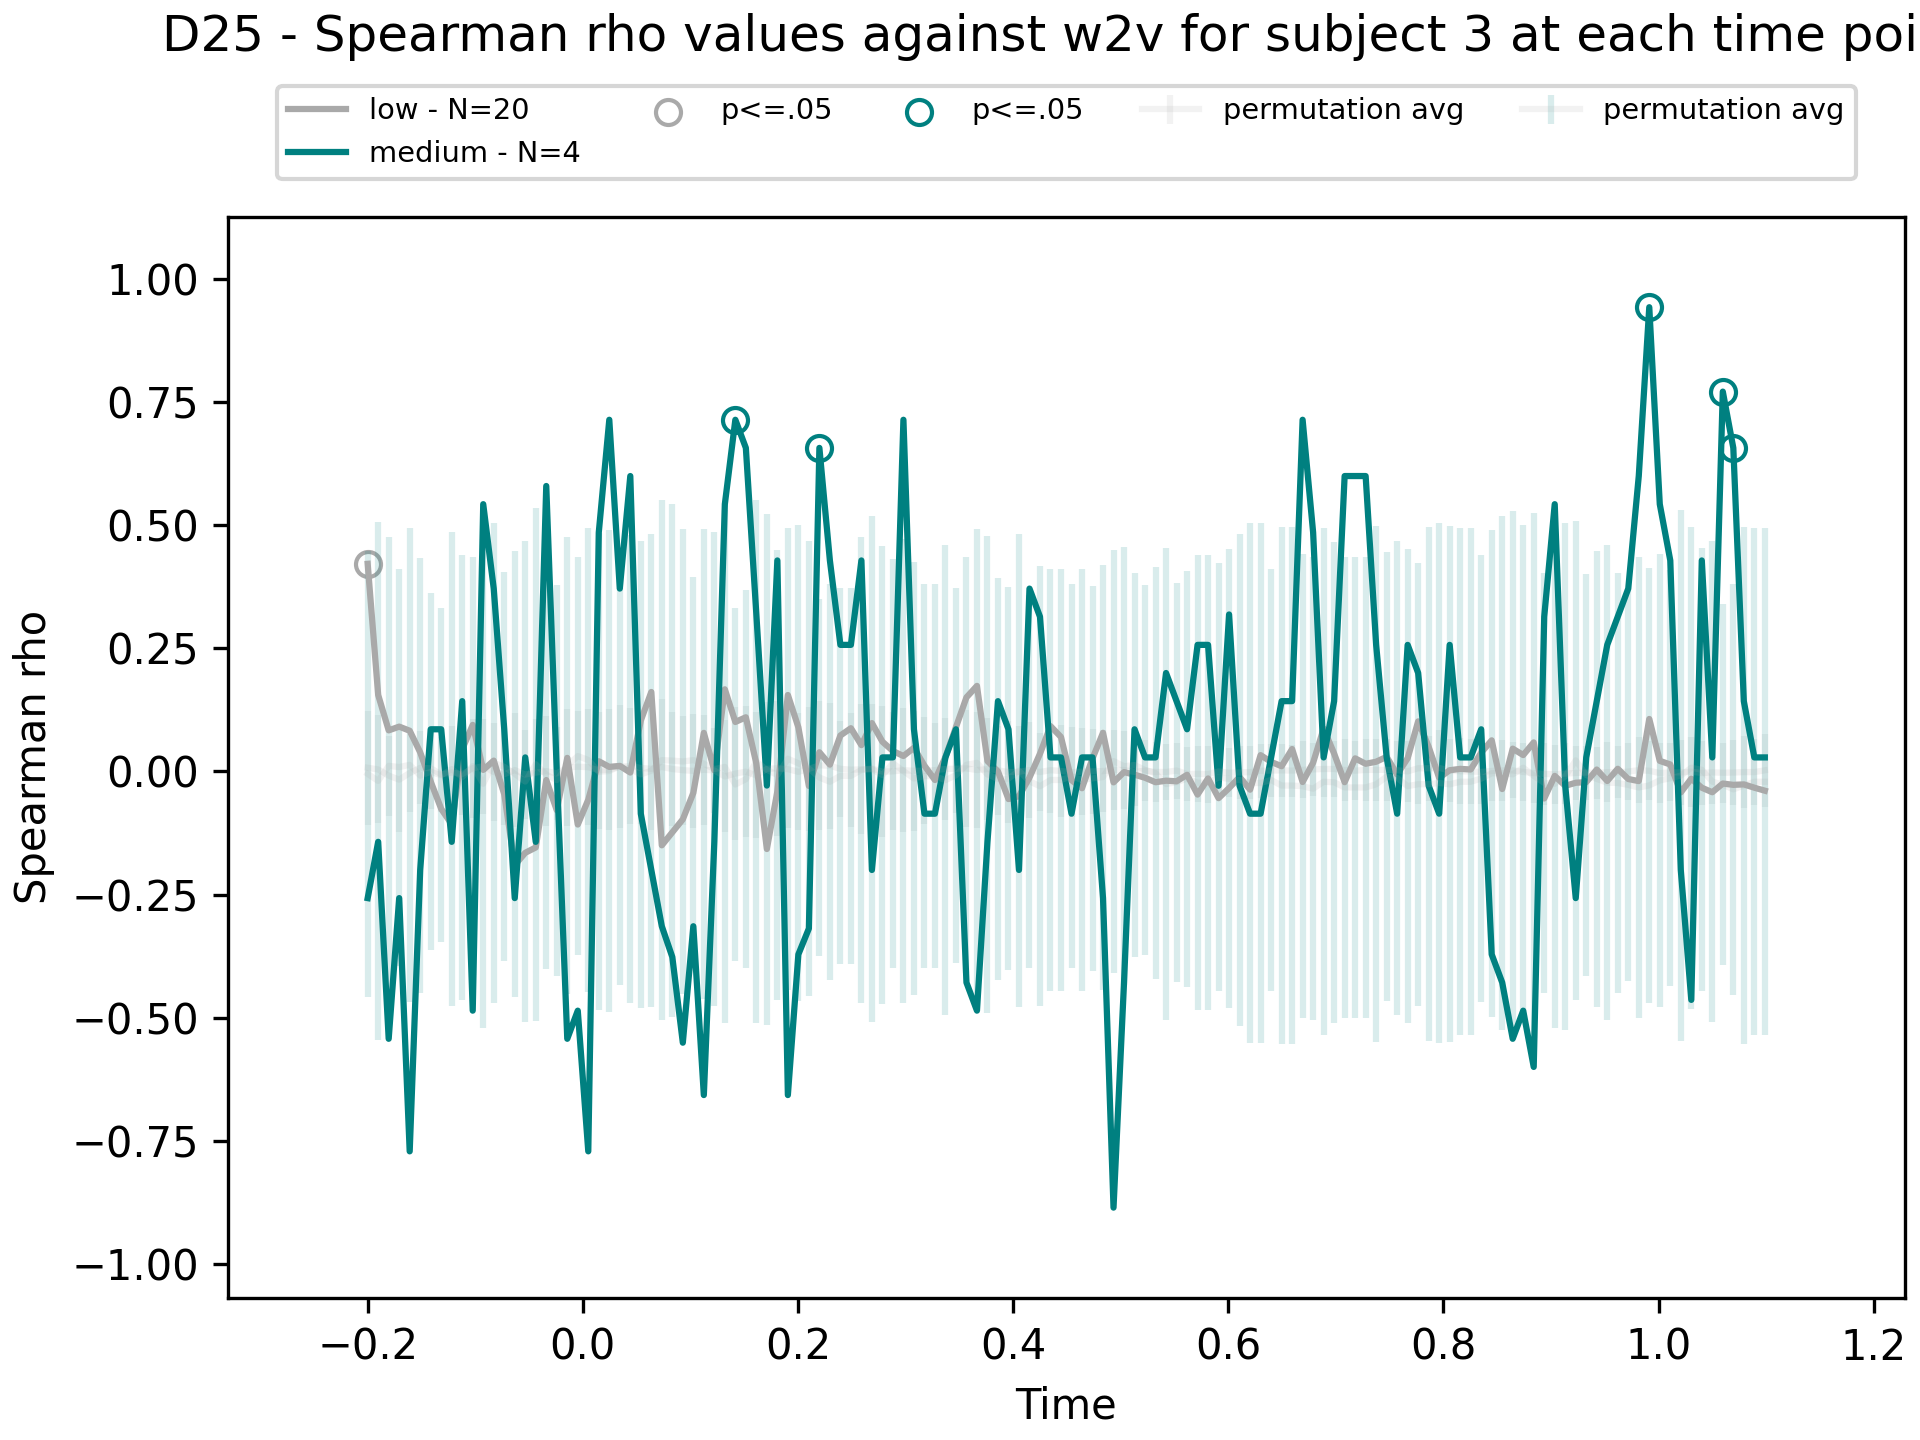 D25 - Spearman rho values against w2v for subject 3 at each time poi
low - N=20
medium - N=4
p<=.05
p<=.05
permutation avg
permutation avg
Spearman rho
1.00
0.75
0.50
0.25
0.00
−0.25
−0.50
−0.75
−1.00
−0.2 0.0 0.2 0.4 0.6 0.8 1.0 1.2
Time